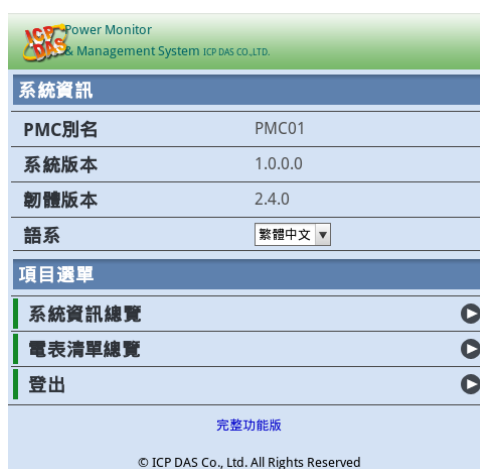 ICP DAS Power Monitor
& Management System ICP DAS CO.,LTD.
系統資訊
PMC別名 PMC01
系統版本 1.0.0.0
韌體版本 2.4.0
語系 繁體中文
項目選單
系統資訊總覽
電表清單總覽
登出
完整功能版
© ICP DAS Co., Ltd. All Rights Reserved